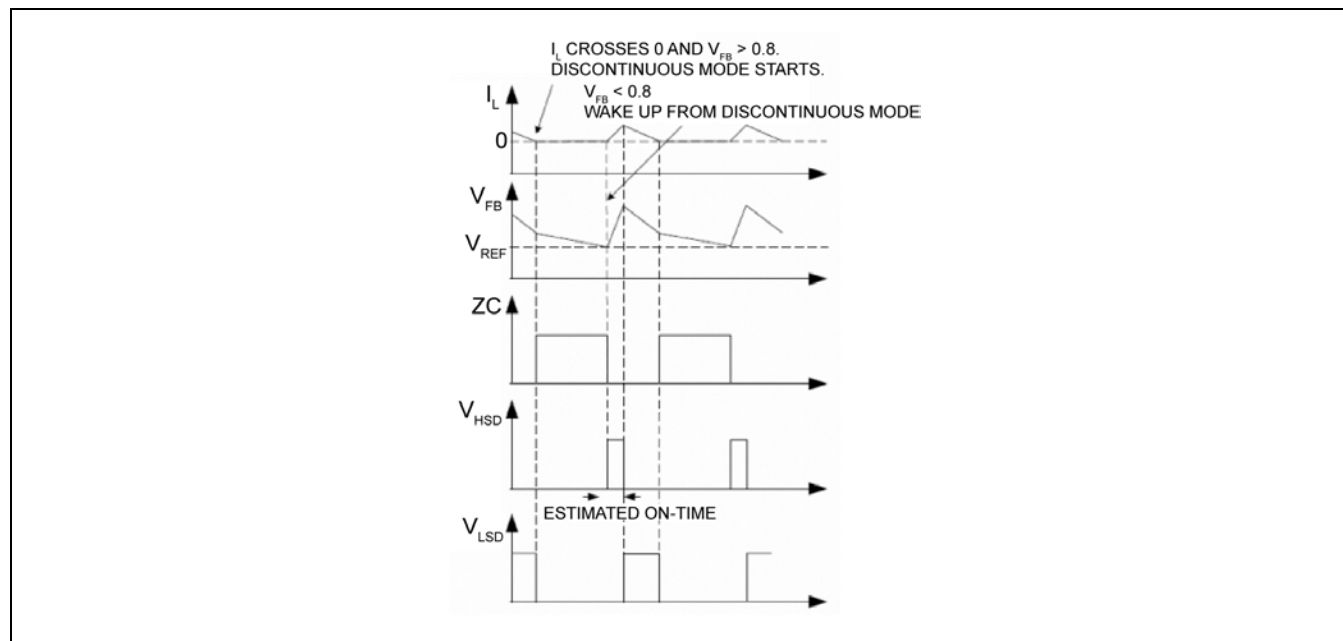 I_L CROSSES 0 AND V_FB > 0.8.
DISCONTINUOUS MODE STARTS.
V_FB < 0.8
WAKE UP FROM DISCONTINUOUS MODE
I_L
0
V_FB
V_REF
ZC
V_HSD
ESTIMATED ON-TIME
V_LSD